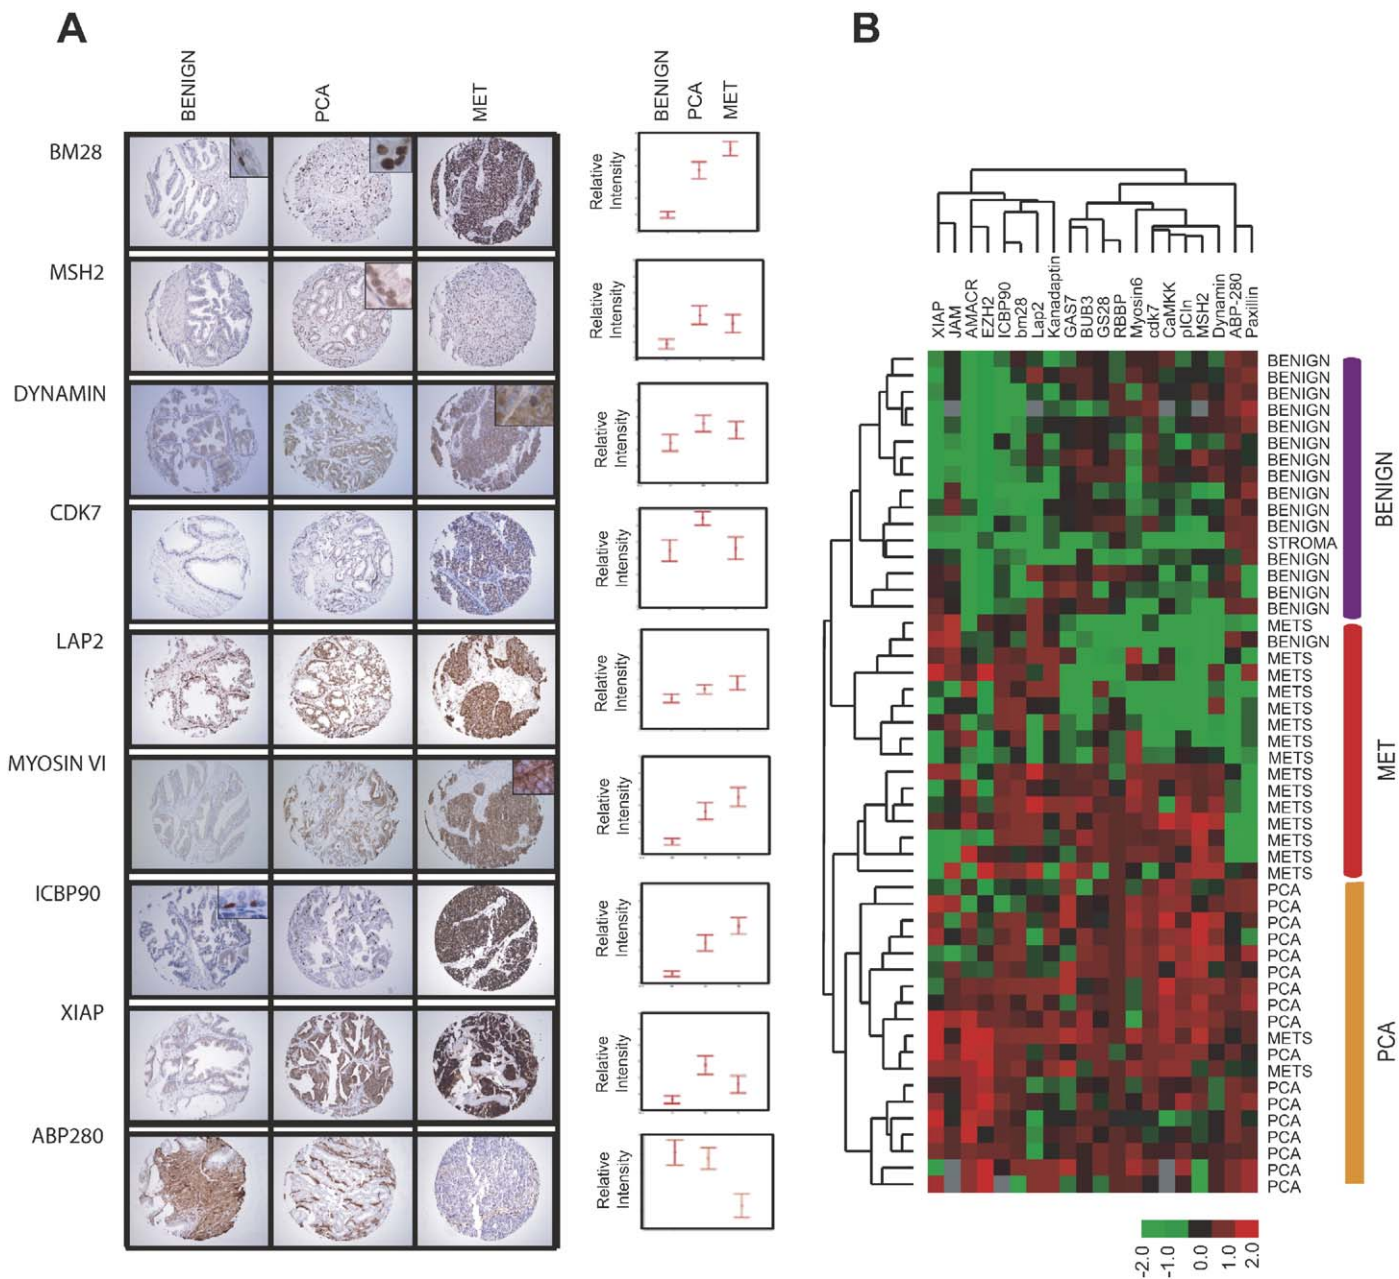 A
BENIGN
PCA
MET
BENIGN
PCA
MET
BM28
Relative
Intensity
MSH2
Relative
Intensity
DYNAMIN
Relative
Intensity
CDK7
Relative
Intensity
LAP2
Relative
Intensity
MYOSIN VI
Relative
Intensity
ICBP90
Relative
Intensity
XIAP
Relative
Intensity
ABP280
Relative
Intensity
B
XIAP
JAM
AMACR
EZH2
ICBP90
bm28
Lap2
Kanadaptin
GAS7
BUB3
GS28
RBBP
Myosin6
cdk7
CaMKK
pICln
MSH2
Dynamin
ABP-280
Paxillin
BENIGN
BENIGN
BENIGN
BENIGN
BENIGN
BENIGN
BENIGN
BENIGN
BENIGN
BENIGN
BENIGN
STROMA
BENIGN
BENIGN
BENIGN
BENIGN
METS
BENIGN
METS
METS
METS
METS
METS
METS
METS
METS
METS
METS
METS
METS
METS
METS
PCA
PCA
PCA
PCA
PCA
PCA
PCA
PCA
PCA
METS
PCA
METS
PCA
PCA
PCA
PCA
PCA
PCA
PCA
BENIGN
MET
PCA
-2.0
-1.0
0.0
1.0
2.0